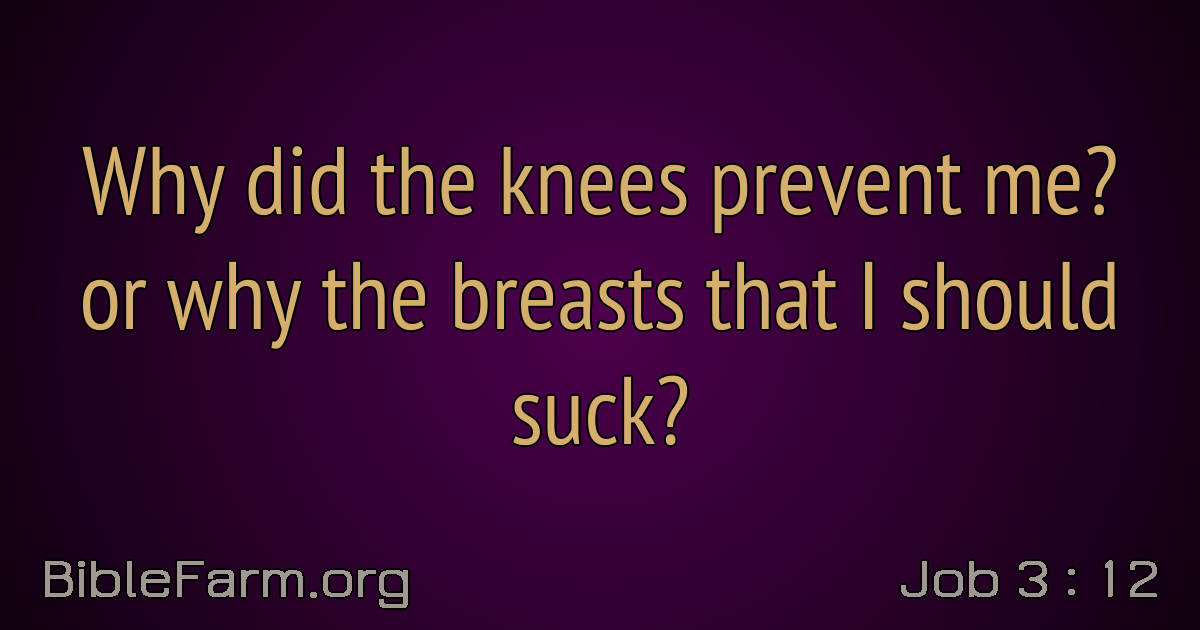 Why did the knees prevent me?
or why the breasts that I should
suck?
BibleFarm.org
Job 3 : 12